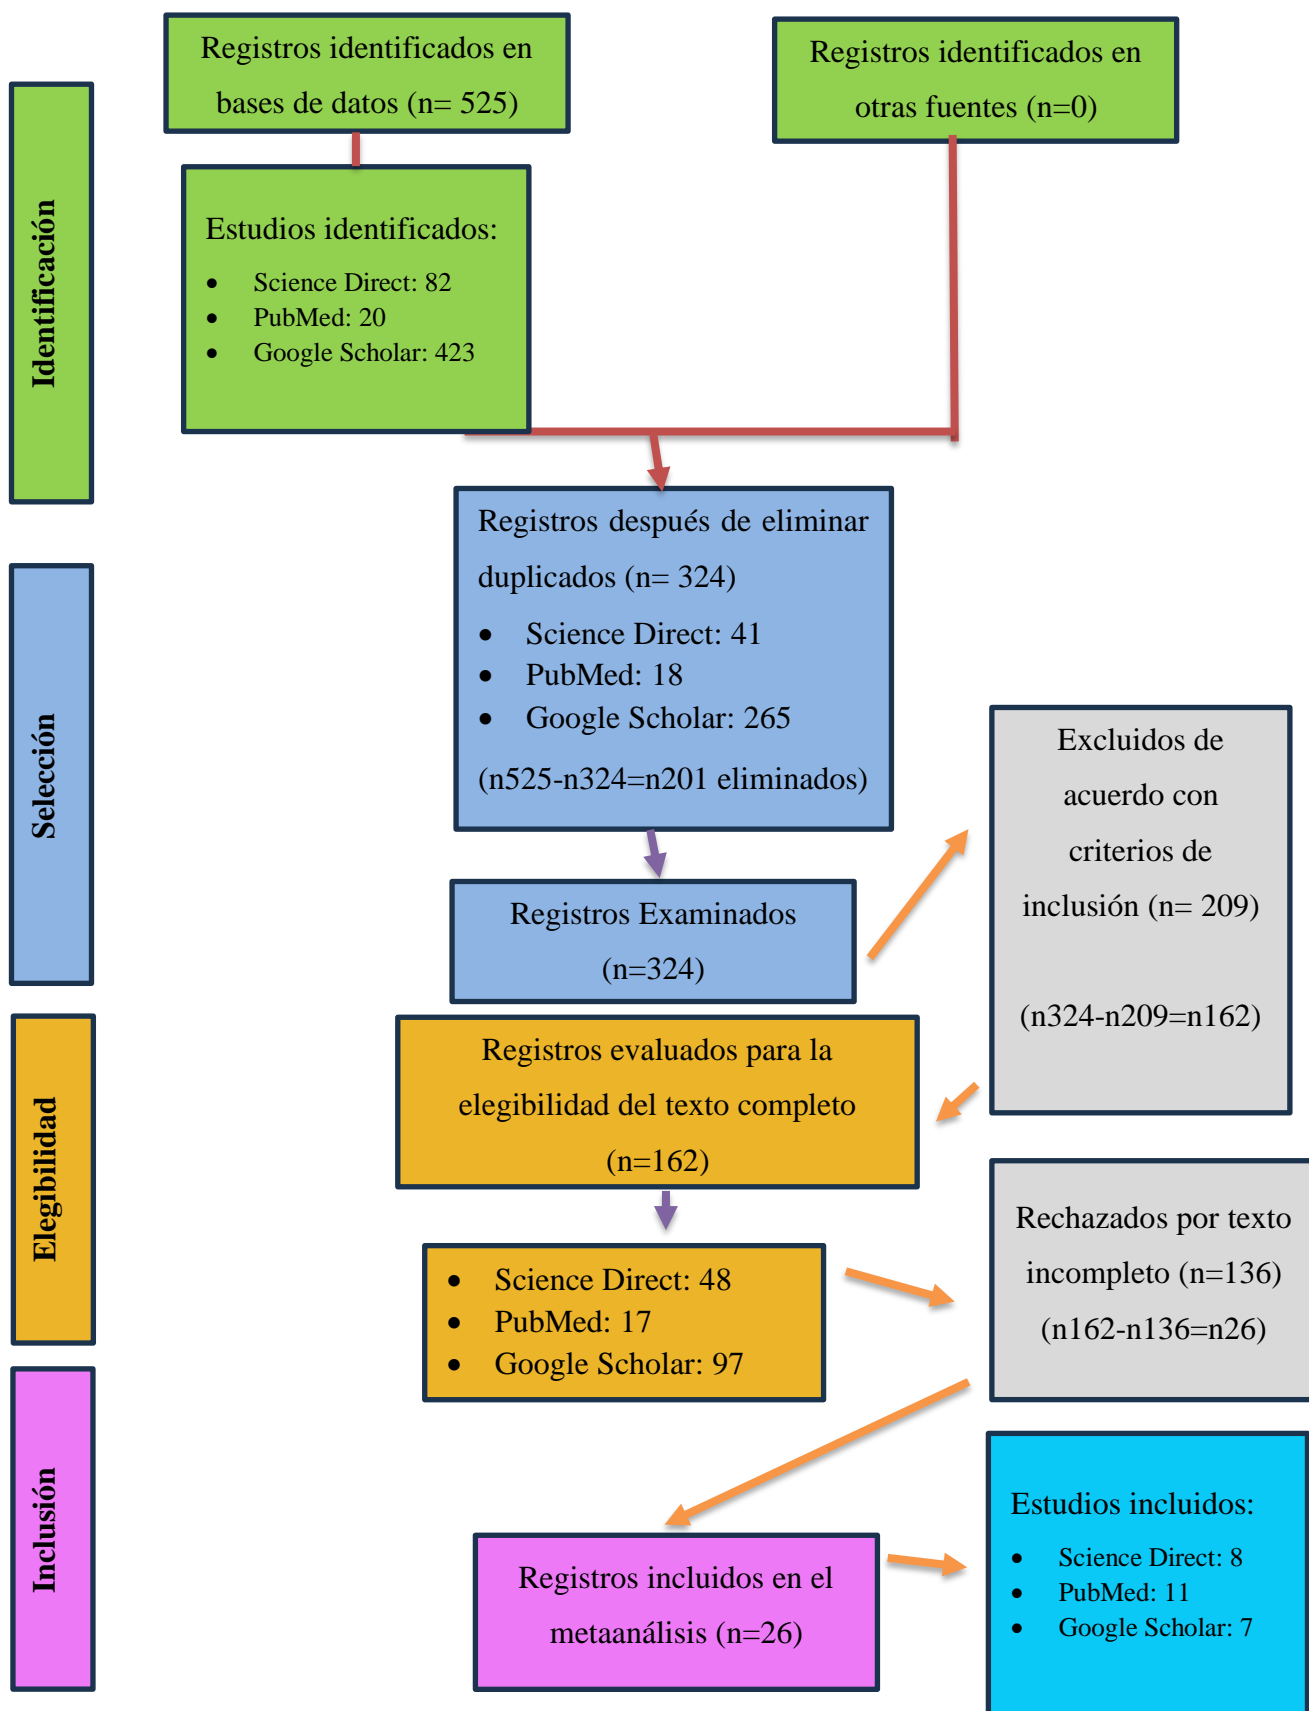 Registros identificados en
bases de datos (n= 525)
Registros identificados en
otras fuentes (n=0)
Identificación
Estudios identificados:
• Science Direct: 82
• PubMed: 20
• Google Scholar: 423
Registros después de eliminar
duplicados (n= 324)
• Science Direct: 41
• PubMed: 18
• Google Scholar: 265
(n525-n324=n201 eliminados)
Selección
Excluidos de
acuerdo con
criterios de
inclusión (n= 209)
(n324-n209=n162)
Registros Examinados
(n=324)
Elegibilidad
Registros evaluados para la
elegibilidad del texto completo
(n=162)
Rechazados por texto
incompleto (n=136)
(n162-n136=n26)
• Science Direct: 48
• PubMed: 17
• Google Scholar: 97
Inclusión
Registros incluidos en el
metaanálisis (n=26)
Estudios incluidos:
• Science Direct: 8
• PubMed: 11
• Google Scholar: 7